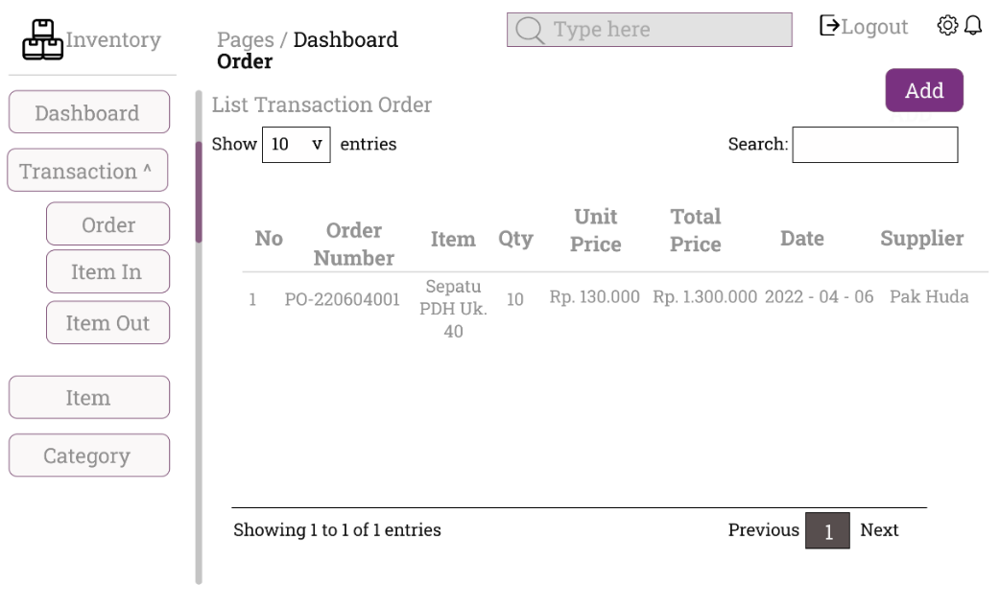 Inventory
Pages / Dashboard
Order
Type here
Logout
Dashboard
Transaction ^
Order
Item In
Item Out
Item
Category
List Transaction Order
Add
Show 10 v entries
Search:
No Order Number Item Qty Unit Price Total Price Date Supplier
1 PO-220604001 Sepatu PDH Uk. 40 10 Rp. 130.000 Rp. 1.300.000 2022 - 04 - 06 Pak Huda
Showing 1 to 1 of 1 entries
Previous 1 Next